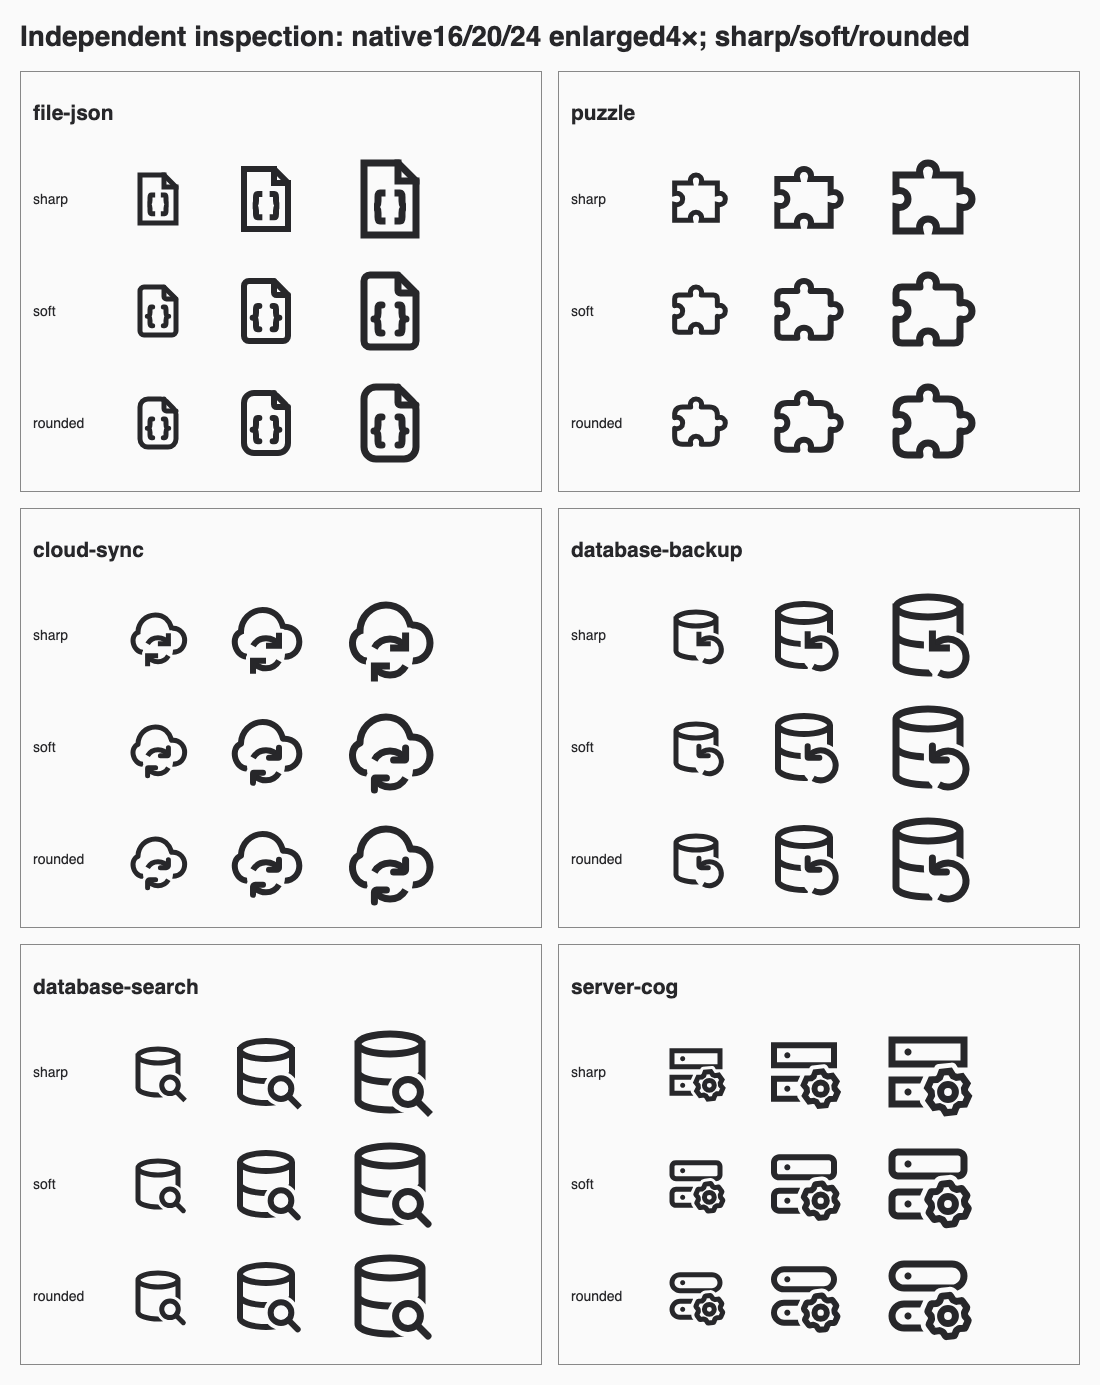 Independent inspection: native16/20/24 enlarged4×; sharp/soft/rounded
file-json
sharp
soft
rounded
puzzle
sharp
soft
rounded
cloud-sync
sharp
soft
rounded
database-backup
sharp
soft
rounded
database-search
sharp
soft
rounded
server-cog
sharp
soft
rounded